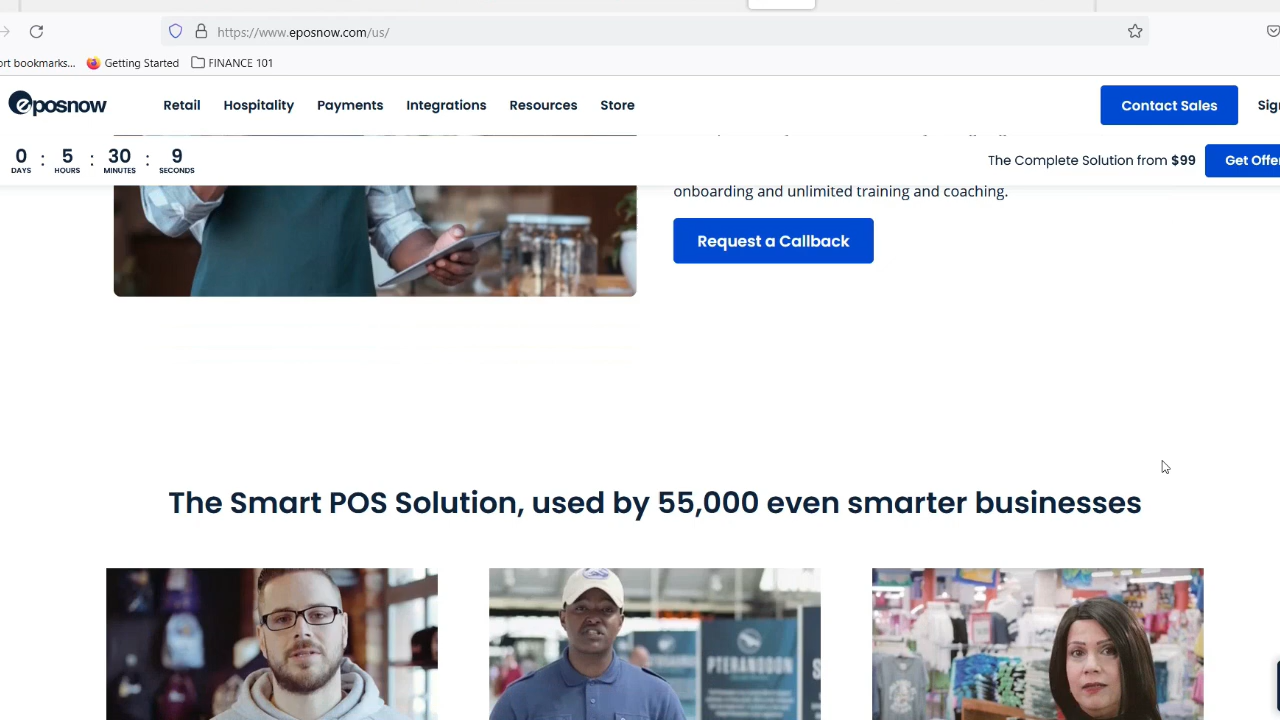 https://www.eposnow.com/us/
ort bookmarks... Getting Started FINANCE 101
eposnow Retail Hospitality Payments Integrations Resources Store Contact Sales
0 : 5 : 30 : 9
DAYS HOURS MINUTES SECONDS
The Complete Solution from $99 Get Offe
onboarding and unlimited training and coaching.
Request a Callback
The Smart POS Solution, used by 55,000 even smarter businesses
PTERANODON